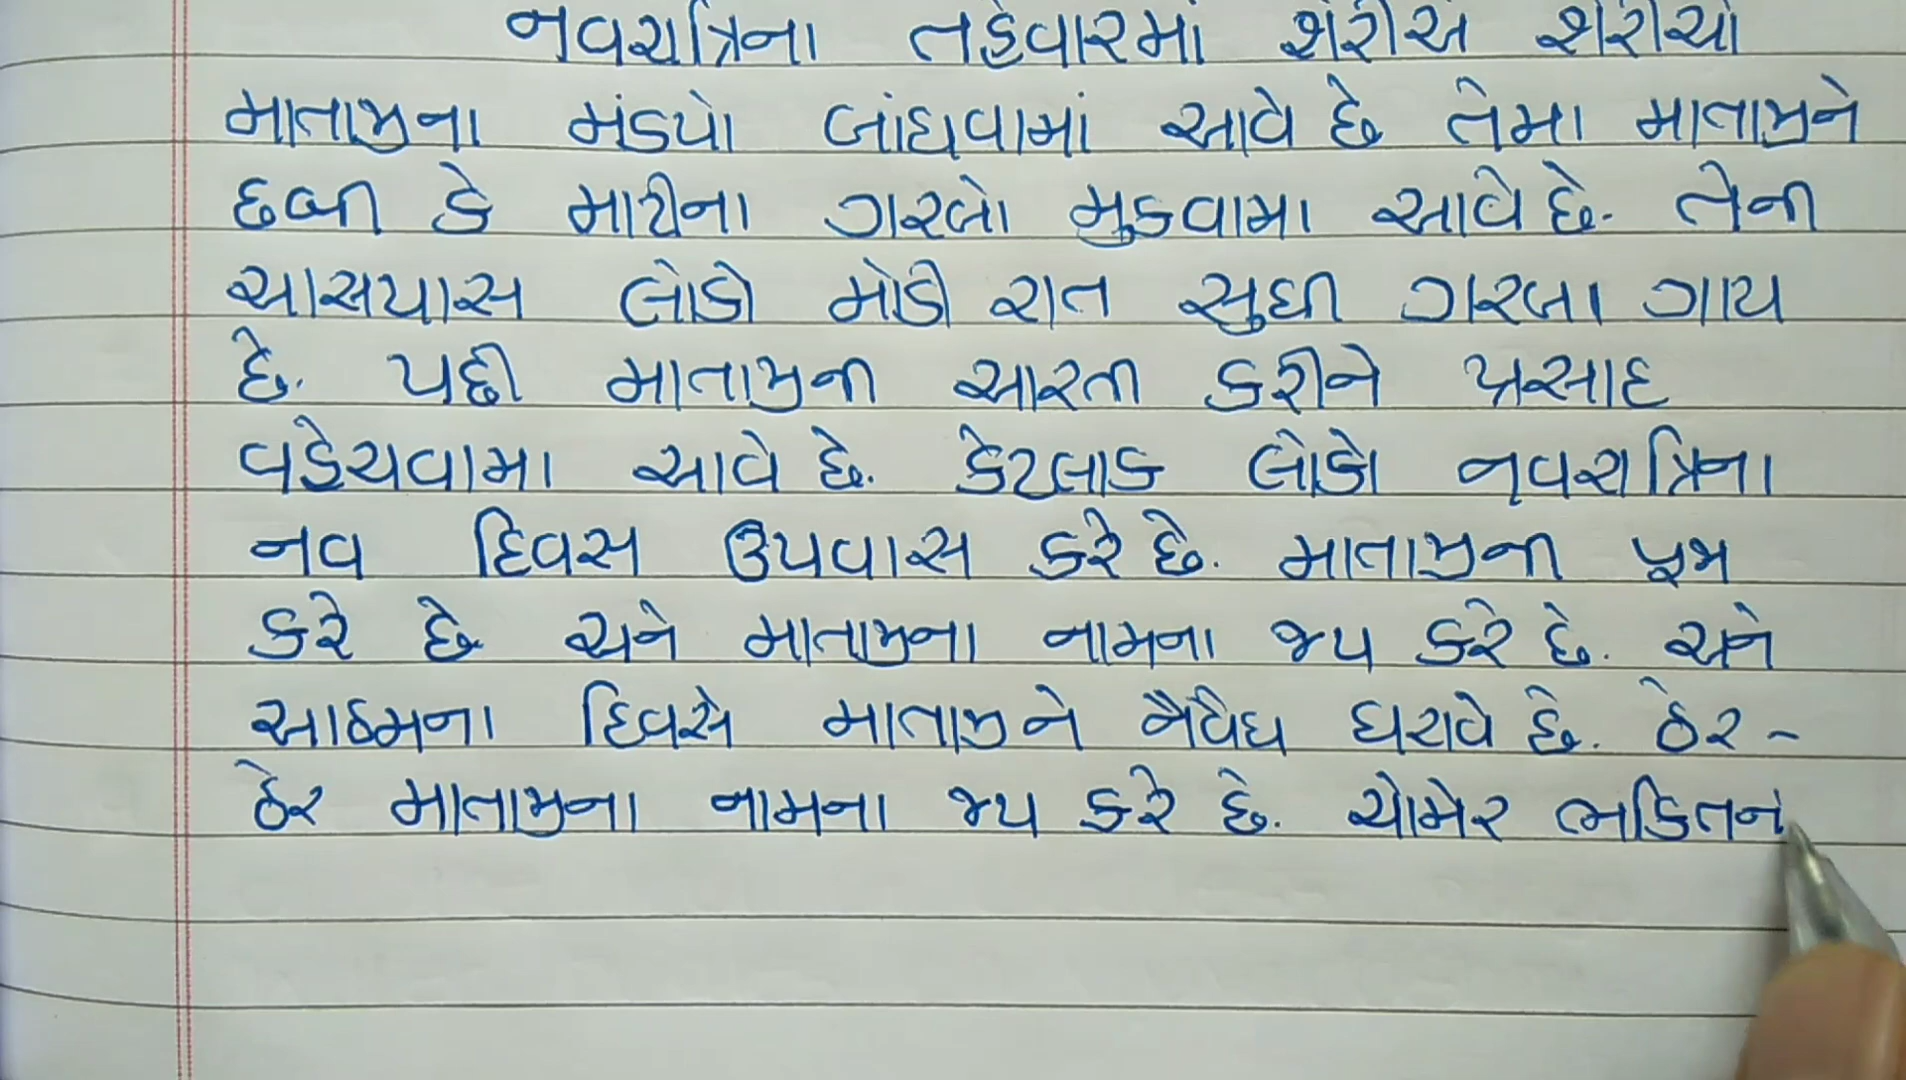 નવરાત્રિના તહેવારમાં શેરીએ શેરીઓ
માતાજીના મંડપો બાંધવામાં આવે છે તેમા માતાજીને
છબી કે માટીના ગરબો મુકવામા આવે છે. તેની
આસપાસ લોકો મોડી રાત સુધી ગરબા ગાય
છે. પછી માતાજીની આરતી કરીને પ્રસાદ
વહેચવામા આવે છે. કેટલાક લોકો નવરાત્રિના
નવ દિવસ ઉપવાસ કરે છે. માતાજીની પૂજા
કરે છે અને માતાજીના નામના જપ કરે છે. અને
આઠમના દિવસે માતાજીને નૈવૈધ ધરાવે છે. ઠેર -
ઠેર માતાજીના નામના જપ કરે છે. ચોમેર ભકિતન